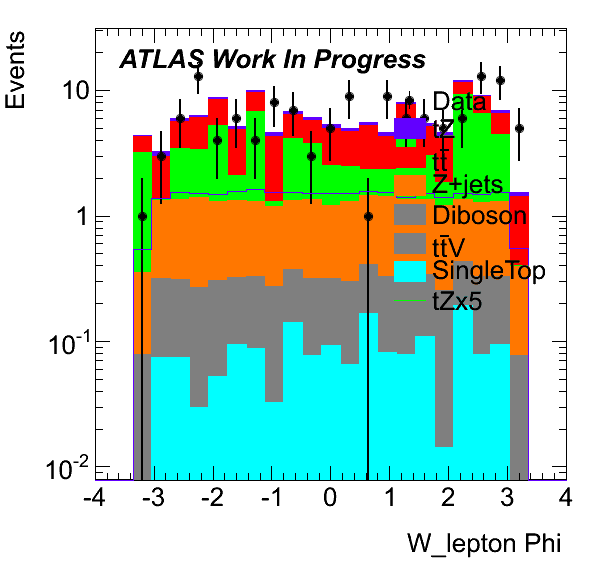 Events
ATLAS Work In Progress
10
1
10-1
10-2
Data
tZ
tt̄
Z+jets
Diboson
tt̄V
SingleTop
tZx5
-4 -3 -2 -1 0 1 2 3 4
W_lepton Phi